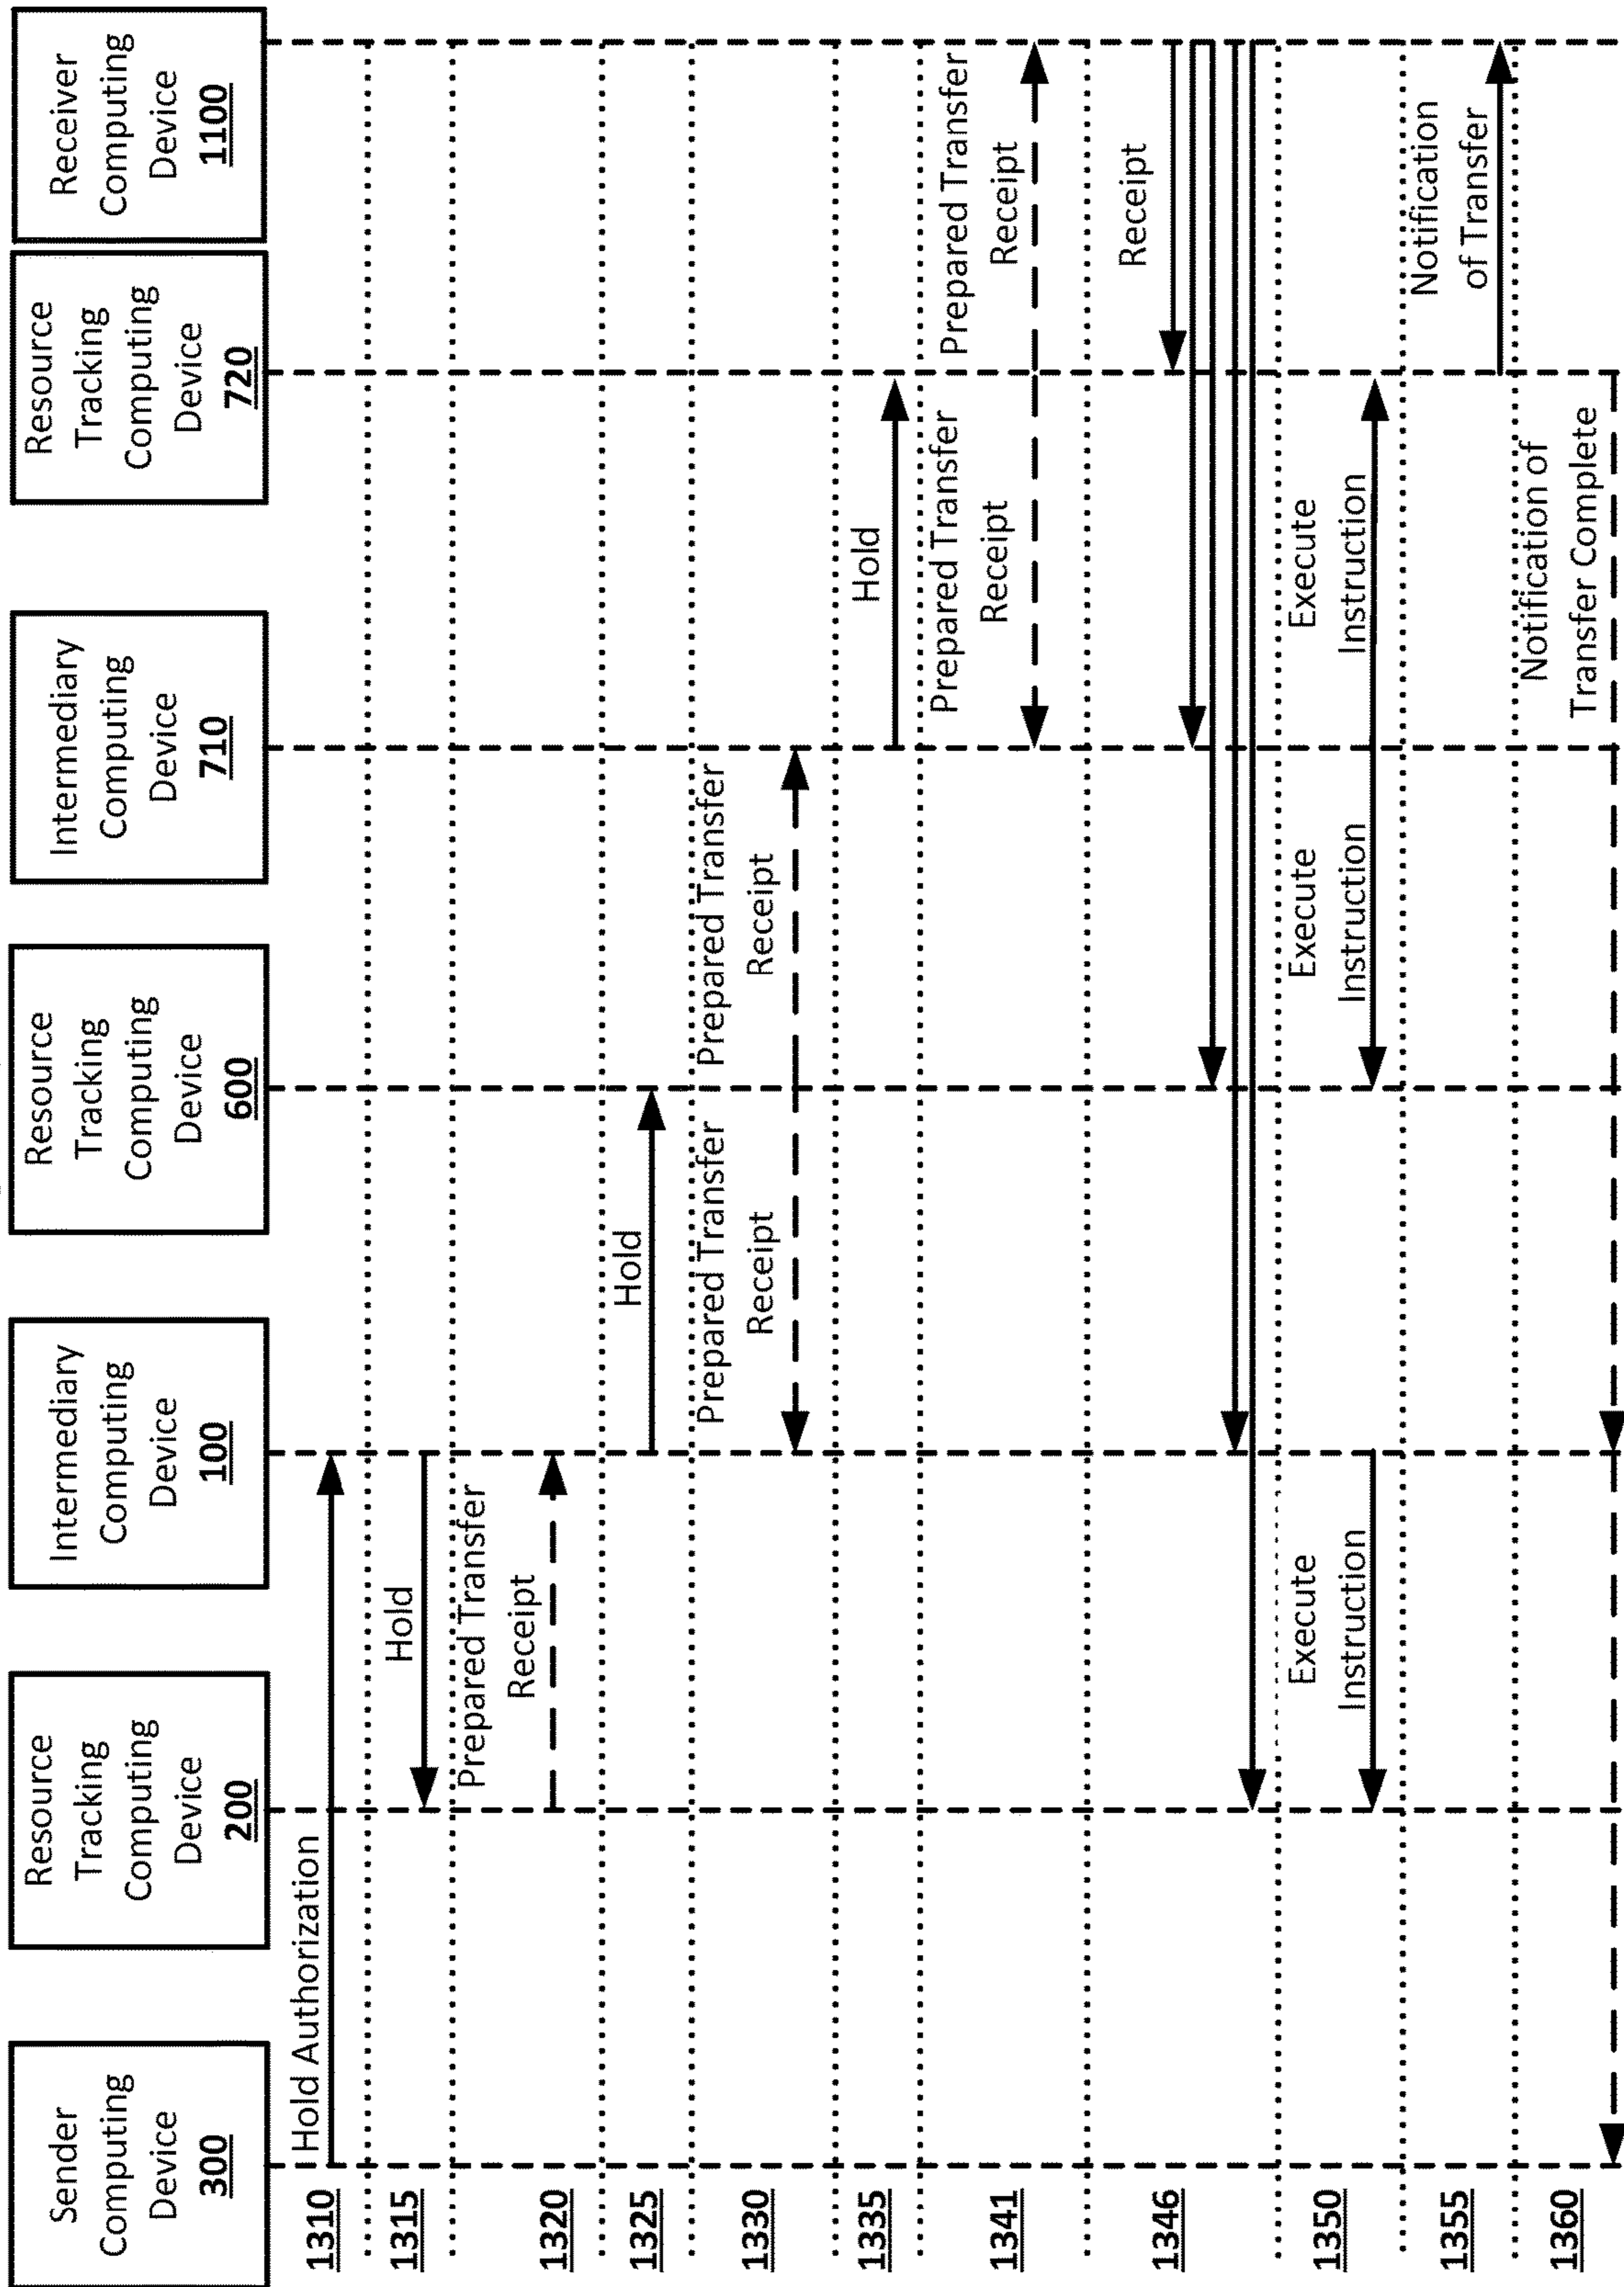 Sender
Computing
Device
300
Resource
Tracking
Computing
Device
200
Intermediary
Computing
Device
100
Resource
Tracking
Computing
Device
600
Intermediary
Computing
Device
710
Resource
Tracking
Computing
Device
720
Receiver
Computing
Device
1100
1310
Hold Authorization
1315
Hold
1320
Prepared Transfer
Receipt
1325
Hold
1330
Prepared Transfer
Receipt
Prepared Transfer
Receipt
1335
Hold
1341
Prepared Transfer
Receipt
Prepared Transfer
Receipt
1346
Receipt
1350
Execute
Instruction
Execute
Instruction
Execute
Instruction
1355
Notification
of Transfer
1360
Notification of
Transfer Complete